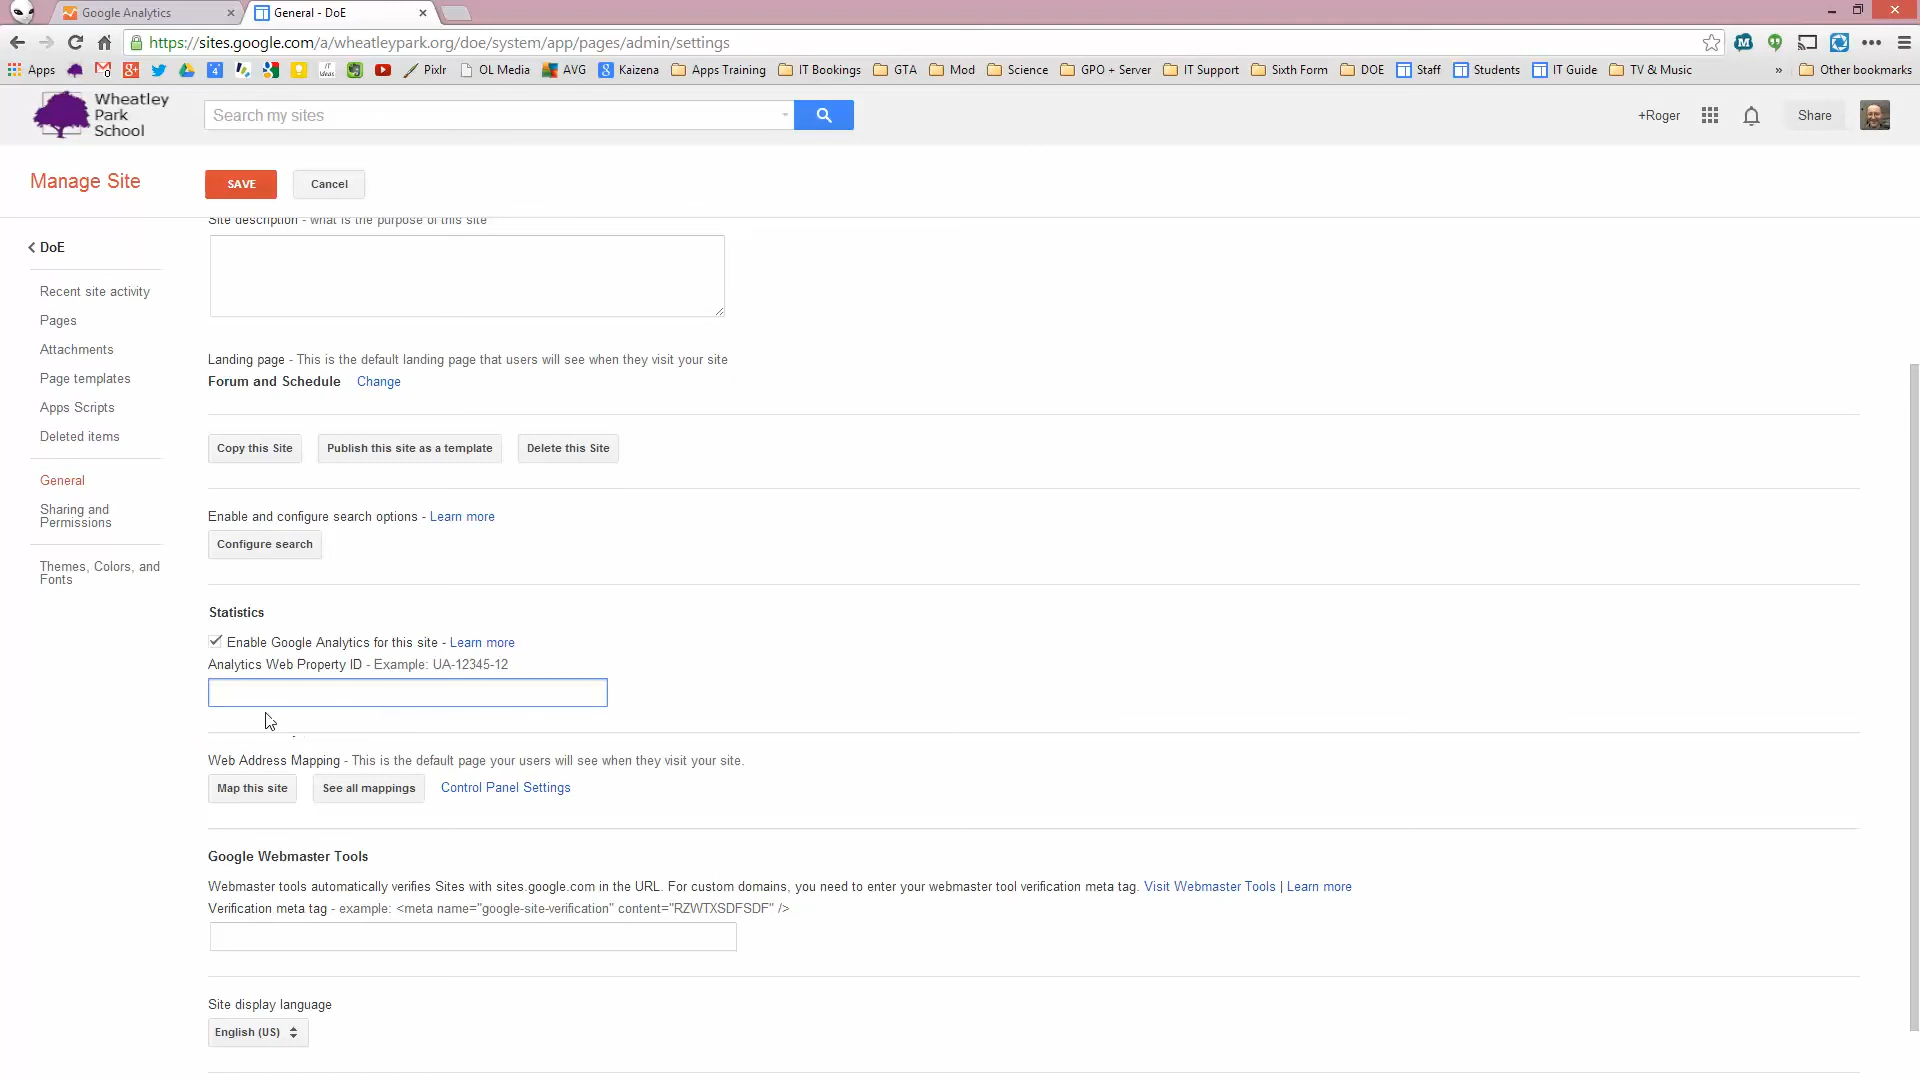 Google Analytics
General - DoE
https://sites.google.com/a/wheatleypark.org/doe/system/app/pages/admin/settings
Apps
Pixlr
OL Media
AVG
Kaizena
Apps Training
IT Bookings
GTA
Mod
Science
GPO + Server
IT Support
Sixth Form
DOE
Staff
Students
IT Guide
TV & Music
»
Other bookmarks
Wheatley
Park
School
Search my sites
+Roger
Share
Manage Site
SAVE
Cancel
DoE
Recent site activity
Pages
Attachments
Page templates
Apps Scripts
Deleted items
General
Sharing and
Permissions
Themes, Colors, and
Fonts
Site description - what is the purpose of this site
Landing page - This is the default landing page that users will see when they visit your site
Forum and Schedule Change
Copy this Site
Publish this site as a template
Delete this Site
Enable and configure search options - Learn more
Configure search
Statistics
Enable Google Analytics for this site - Learn more
Analytics Web Property ID - Example: UA-12345-12
Web Address Mapping - This is the default page your users will see when they visit your site.
Map this site
See all mappings
Control Panel Settings
Google Webmaster Tools
Webmaster tools automatically verifies Sites with sites.google.com in the URL. For custom domains, you need to enter your webmaster tool verification meta tag. Visit Webmaster Tools | Learn more
Verification meta tag - example: <meta name="google-site-verification" content="RZWTXSDFSDF" />
Site display language
English (US)